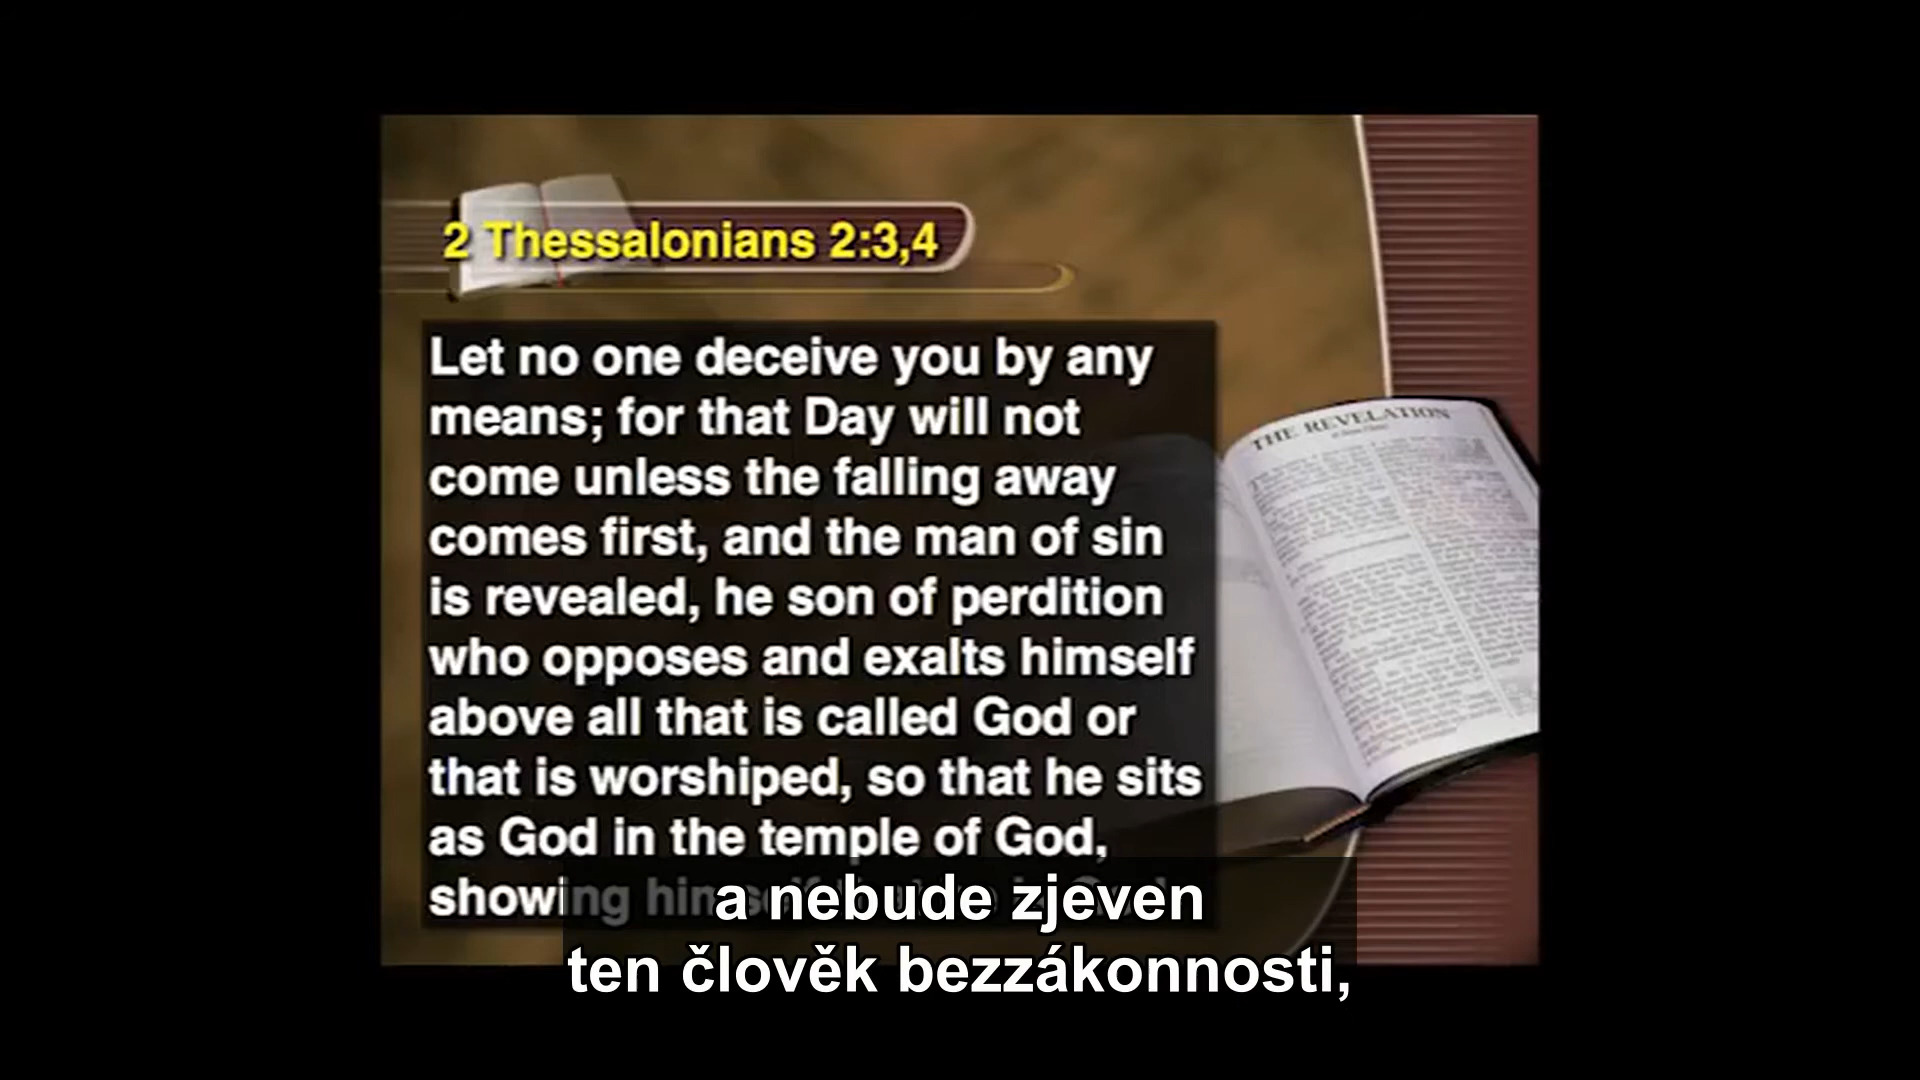 2 Thessalonians 2:3,4
THE REVELATION
Let no one deceive you by any
means; for that Day will not
come unless the falling away
comes first, and the man of sin
is revealed, he son of perdition
who opposes and exalts himself
above all that is called God or
that is worshiped, so that he sits
as God in the temple of God,
showing himself
a nebude zjeven
ten člověk bezzákonnosti,